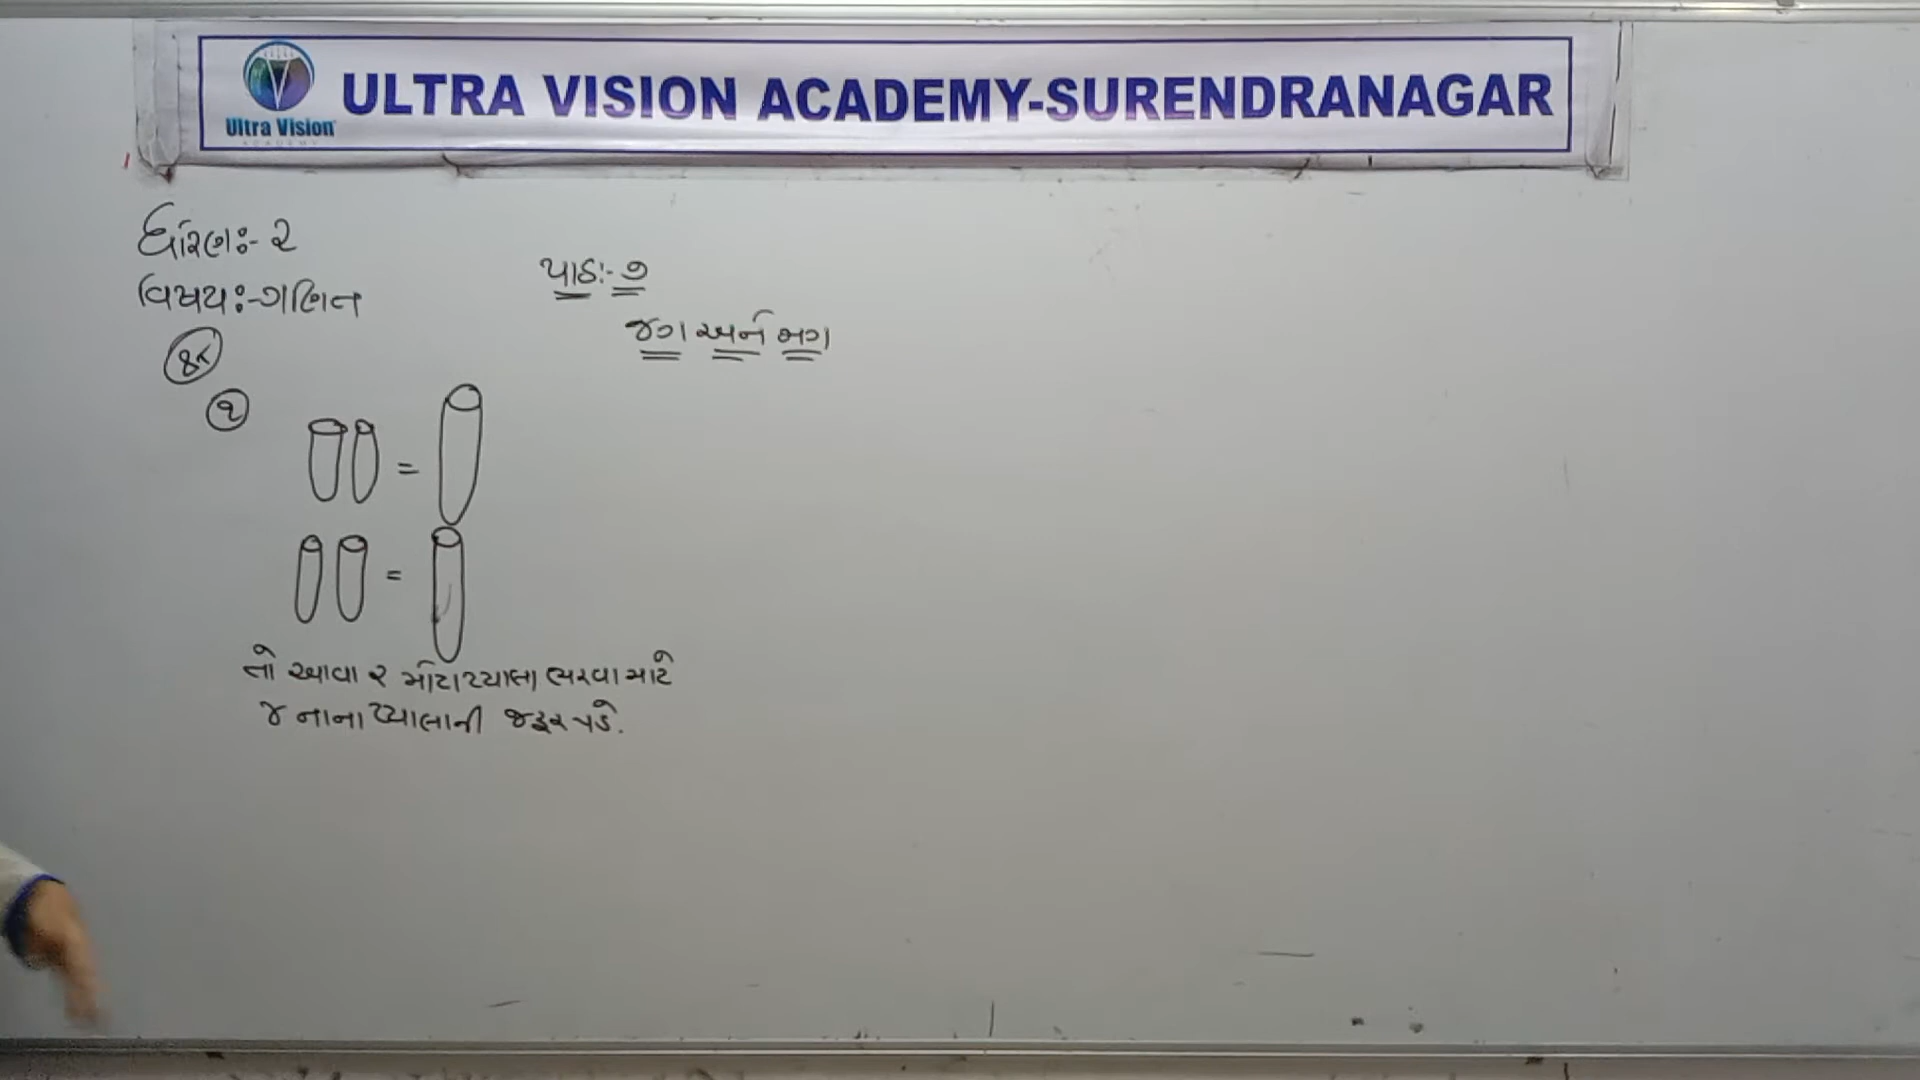 ULTRA VISION ACADEMY-SURENDRANAGAR
Ultra Vision
ACADEMY
ધોરણઃ- ૨
વિષયઃ-ગણિત
પાઠઃ- ૭
જગ અને મગ
૧
=
=
તો આવા ૨ મોટા પ્યાલા ભરવા માટે
૪ નાના પ્યાલાની જરૂર પડે.